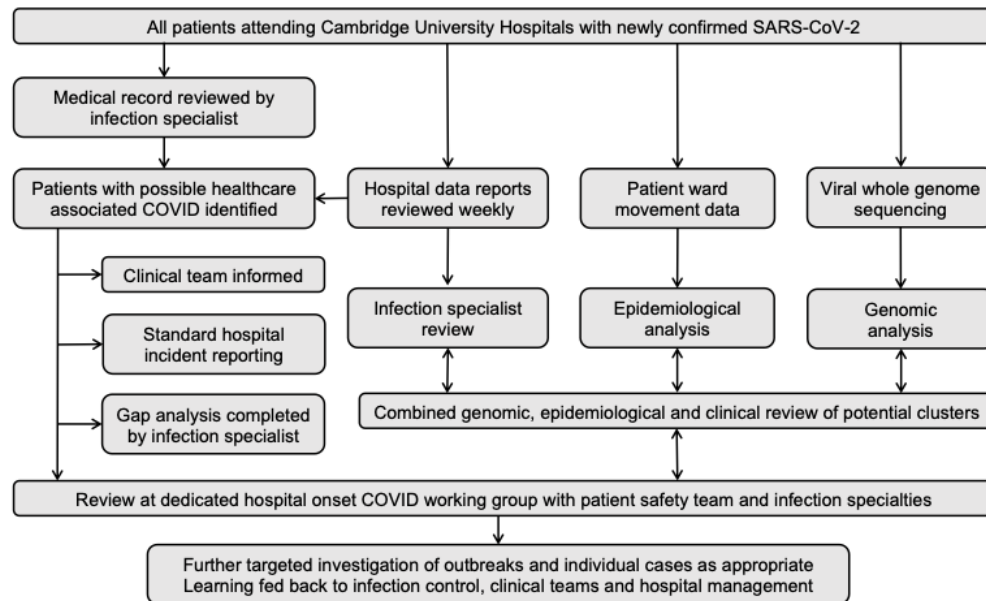 All patients attending Cambridge University Hospitals with newly confirmed SARS-CoV-2
Medical record reviewed by
infection specialist
Patients with possible healthcare
associated COVID identified
Hospital data reports
reviewed weekly
Patient ward
movement data
Viral whole genome
sequencing
Clinical team informed
Standard hospital
incident reporting
Gap analysis completed
by infection specialist
Infection specialist
review
Epidemiological
analysis
Genomic
analysis
Combined genomic, epidemiological and clinical review of potential clusters
Review at dedicated hospital onset COVID working group with patient safety team and infection specialties
Further targeted investigation of outbreaks and individual cases as appropriate
Learning fed back to infection control, clinical teams and hospital management